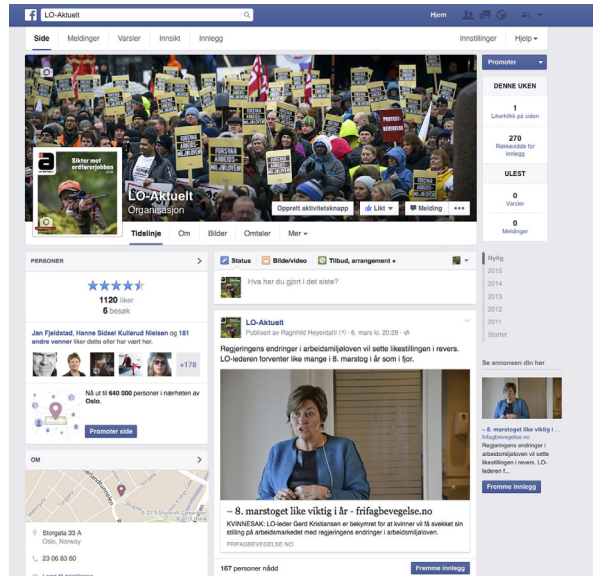 LO-Aktuelt
Hjem
Side
Meldinger
Varsler
Innsikt
Innlegg
Innstillinger
Hjelp
Promoter
DENNE UKEN
1
Likerklikk på siden
270
Rekkevidde for
innlegg
ULEST
0
Varsler
0
Meldinger
FORSVAR
ARBEIDS-
MILJØLOVEN
PROTEST-
a
Sikter mot
ordførerjobben
LO-Aktuelt
Organisasjon
Opprett aktivitetsknapp
Likt
Melding
Tidslinje
Om
Bilder
Omtaler
Mer
PERSONER
1120 liker
6 besøk
Jan Fjeldstad, Hanne Sidsel Kullerud Nielsen og 181
andre venner liker dette eller har vært her.
+178
Nå ut til 640 000 personer i nærheten av
Oslo.
Promoter side
OM
© 2015 Microsoft
Storgata 33 A
Oslo, Norway
23 06 83 60
Status
Bilde/video
Tilbud, arrangement +
Hva har du gjort i det siste?
LO-Aktuelt
Publisert av Ragnhild Heyerdahl [?] · 6. mars kl. 20:28 ·
Regjeringens endringer i arbeidsmiljøloven vil sette likestillingen i revers.
LO-lederen forventer like mange i 8. marstog i år som i fjor.
– 8. marstoget like viktig i år - frifagbevegelse.no
KVINNESAK: LO-leder Gerd Kristiansen er bekymret for at kvinner vil få svekket sin
stilling på arbeidsmarkedet med regjeringens endringer i arbeidsmiljøloven.
FRIFAGBEVEGELSE.NO
167 personer nådd
Fremme innlegg
Nylig
2015
2014
2013
2012
2011
Startet
Se annonsen din her
– 8. marstoget like viktig i ...
frifagbevegelse.no
Regjeringens endringer i
arbeidsmiljøloven vil sette
likestillingen i revers. LO-
lederen f...
Fremme innlegg